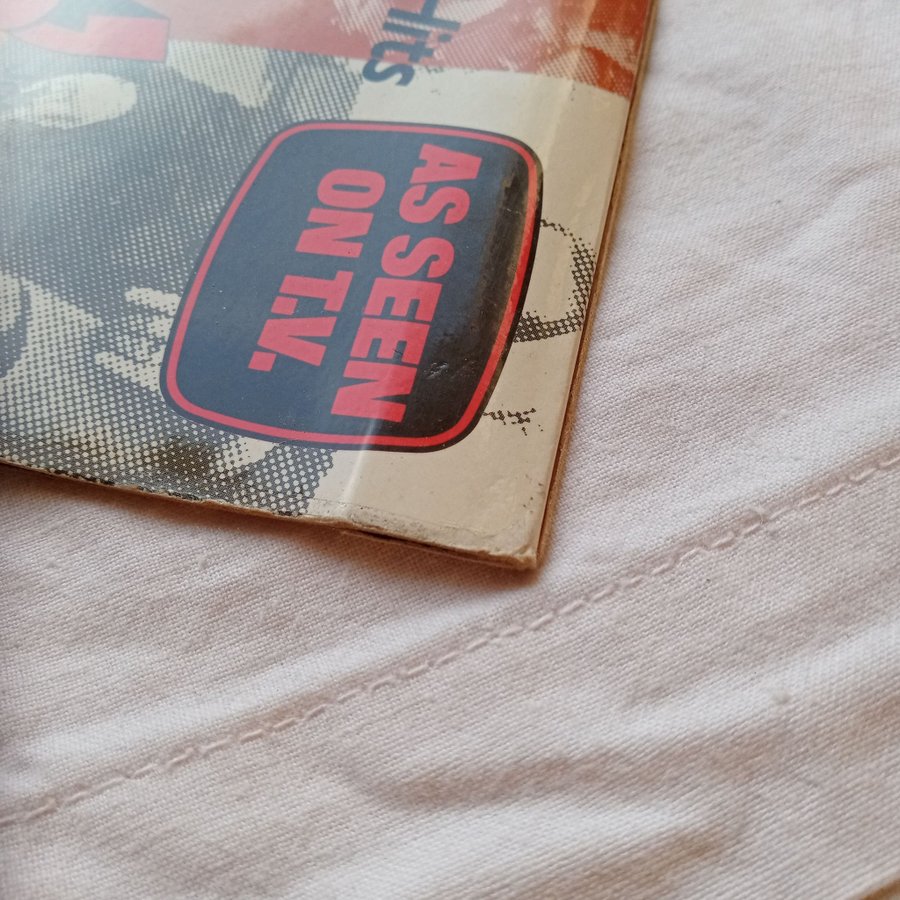 Hits
AS SEEN
ON T.V.